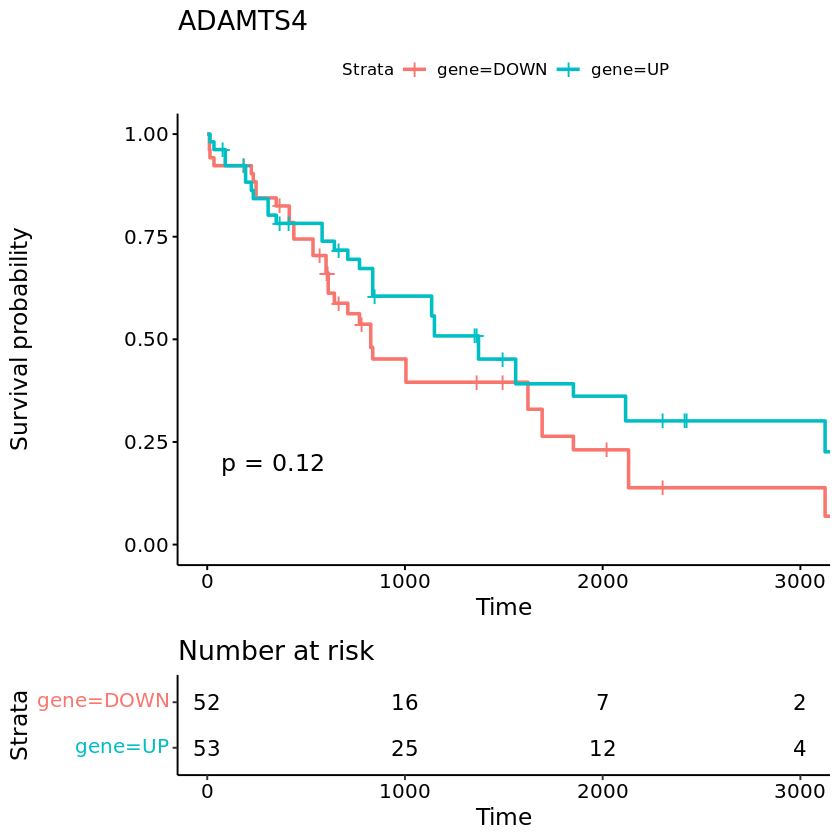 ADAMTS4
Strata gene=DOWN gene=UP
Survival probability
1.00
0.75
0.50
0.25
0.00
p = 0.12
0 1000 2000 3000
Time
Number at risk
Strata
gene=DOWN 52 16 7 2
gene=UP 53 25 12 4
0 1000 2000 3000
Time